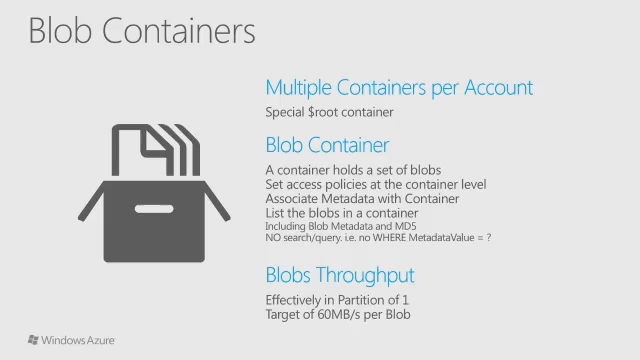 Blob Containers
Multiple Containers per Account
Special $root container
Blob Container
A container holds a set of blobs
Set access policies at the container level
Associate Metadata with Container
List the blobs in a container
Including Blob Metadata and MD5
NO search/query. i.e. no WHERE MetadataValue = ?
Blobs Throughput
Effectively in Partition of 1
Target of 60MB/s per Blob
Windows Azure